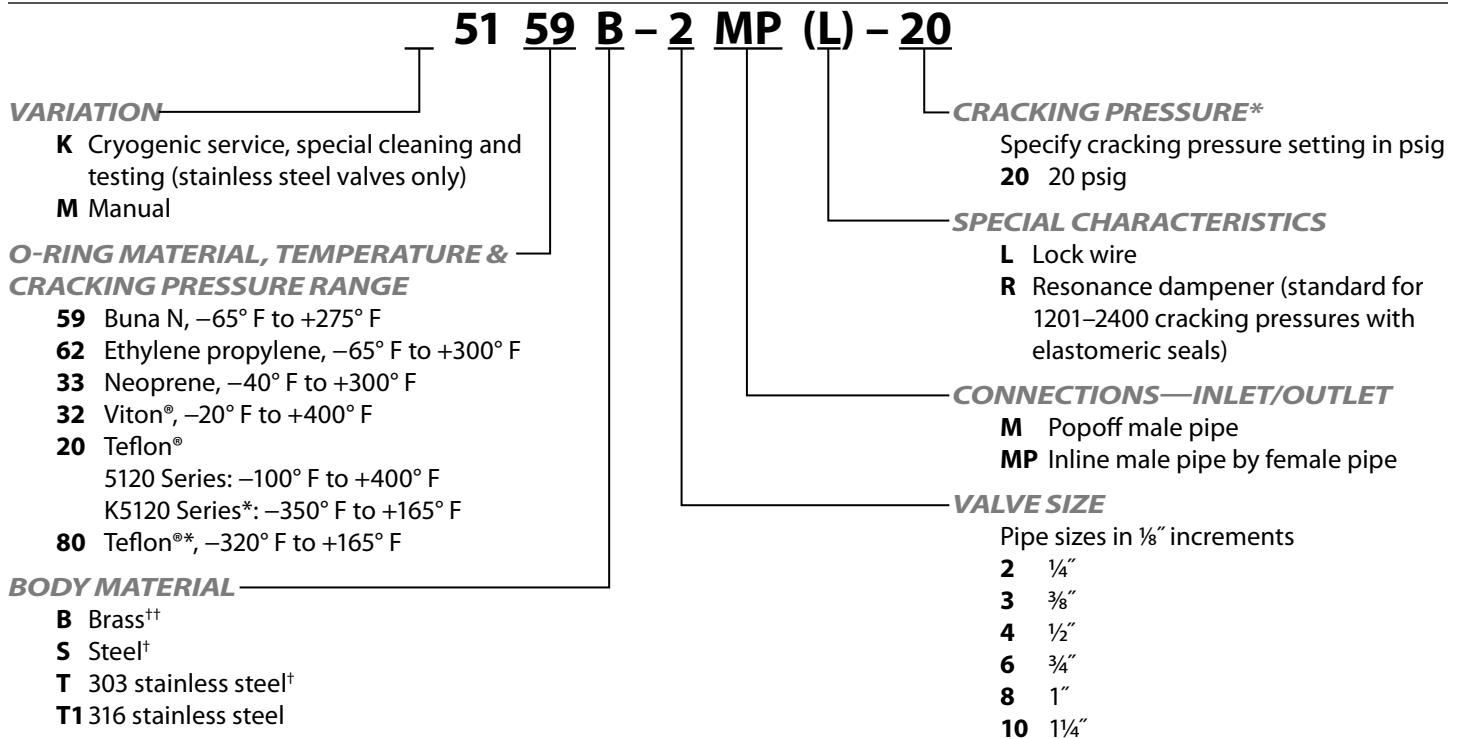 51 59 B – 2 MP (L) – 20
VARIATION
K Cryogenic service, special cleaning and
testing (stainless steel valves only)
M Manual
O-RING MATERIAL, TEMPERATURE &
CRACKING PRESSURE RANGE
59 Buna N, −65° F to +275° F
62 Ethylene propylene, −65° F to +300° F
33 Neoprene, −40° F to +300° F
32 Viton®, −20° F to +400° F
20 Teflon®
5120 Series: −100° F to +400° F
K5120 Series*: −350° F to +165° F
80 Teflon®*, −320° F to +165° F
BODY MATERIAL
B Brass††
S Steel†
T 303 stainless steel†
T1 316 stainless steel
CRACKING PRESSURE*
Specify cracking pressure setting in psig
20 20 psig
SPECIAL CHARACTERISTICS
L Lock wire
R Resonance dampener (standard for
1201–2400 cracking pressures with
elastomeric seals)
CONNECTIONS—INLET/OUTLET
M Popoff male pipe
MP Inline male pipe by female pipe
VALVE SIZE
Pipe sizes in ⅛˝ increments
2 ¼˝
3 ⅜˝
4 ½˝
6 ¾˝
8 1˝
10 1¼˝